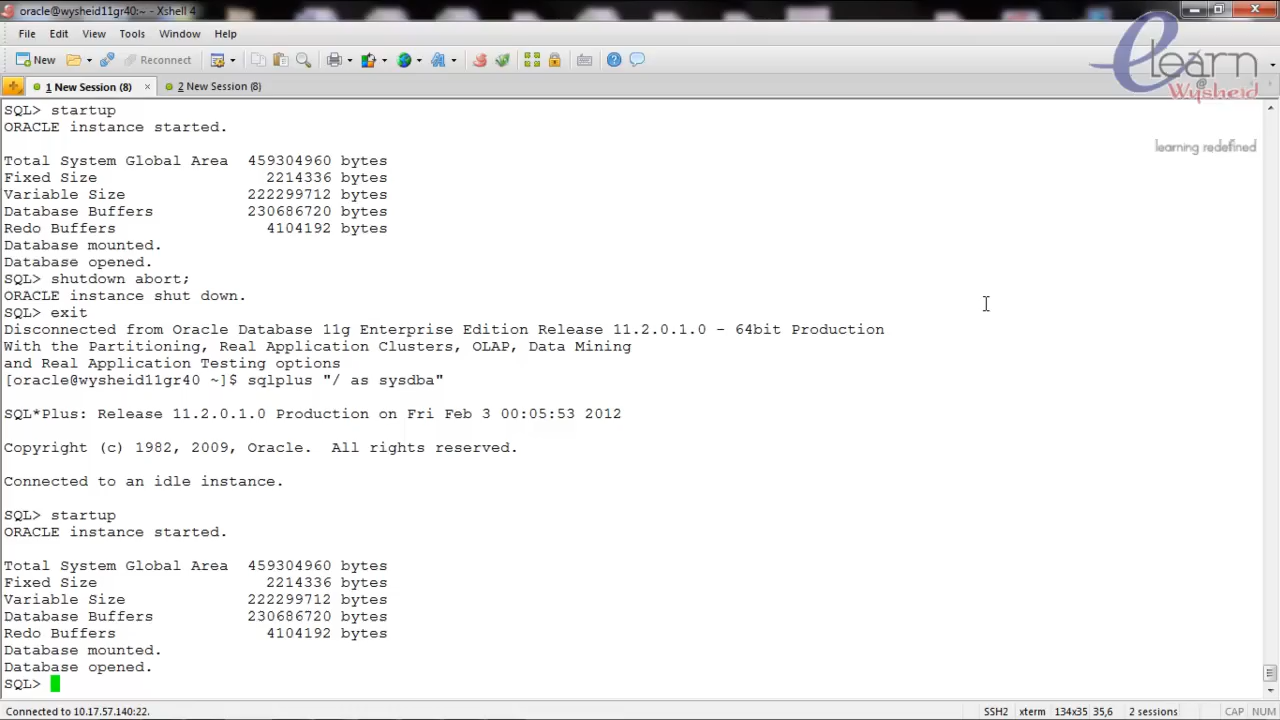 oracle@wysheid11gr40:~ - Xshell 4
File Edit View Tools Window Help
New Reconnect
1 New Session (8) × 2 New Session (8)
elearn
@
Wysheid
learning redefined
SQL> startup
ORACLE instance started.
Total System Global Area  459304960 bytes
Fixed Size                  2214336 bytes
Variable Size             222299712 bytes
Database Buffers          230686720 bytes
Redo Buffers                4104192 bytes
Database mounted.
Database opened.
SQL> shutdown abort;
ORACLE instance shut down.
SQL> exit
Disconnected from Oracle Database 11g Enterprise Edition Release 11.2.0.1.0 - 64bit Production
With the Partitioning, Real Application Clusters, OLAP, Data Mining
and Real Application Testing options
[oracle@wysheid11gr40 ~]$ sqlplus "/ as sysdba"
SQL*Plus: Release 11.2.0.1.0 Production on Fri Feb 3 00:05:53 2012
Copyright (c) 1982, 2009, Oracle.  All rights reserved.
Connected to an idle instance.
SQL> startup
ORACLE instance started.
Total System Global Area  459304960 bytes
Fixed Size                  2214336 bytes
Variable Size             222299712 bytes
Database Buffers          230686720 bytes
Redo Buffers                4104192 bytes
Database mounted.
Database opened.
SQL>
Connected to 10.17.57.140:22. SSH2 xterm 134x35 35,6 2 sessions CAP NUM